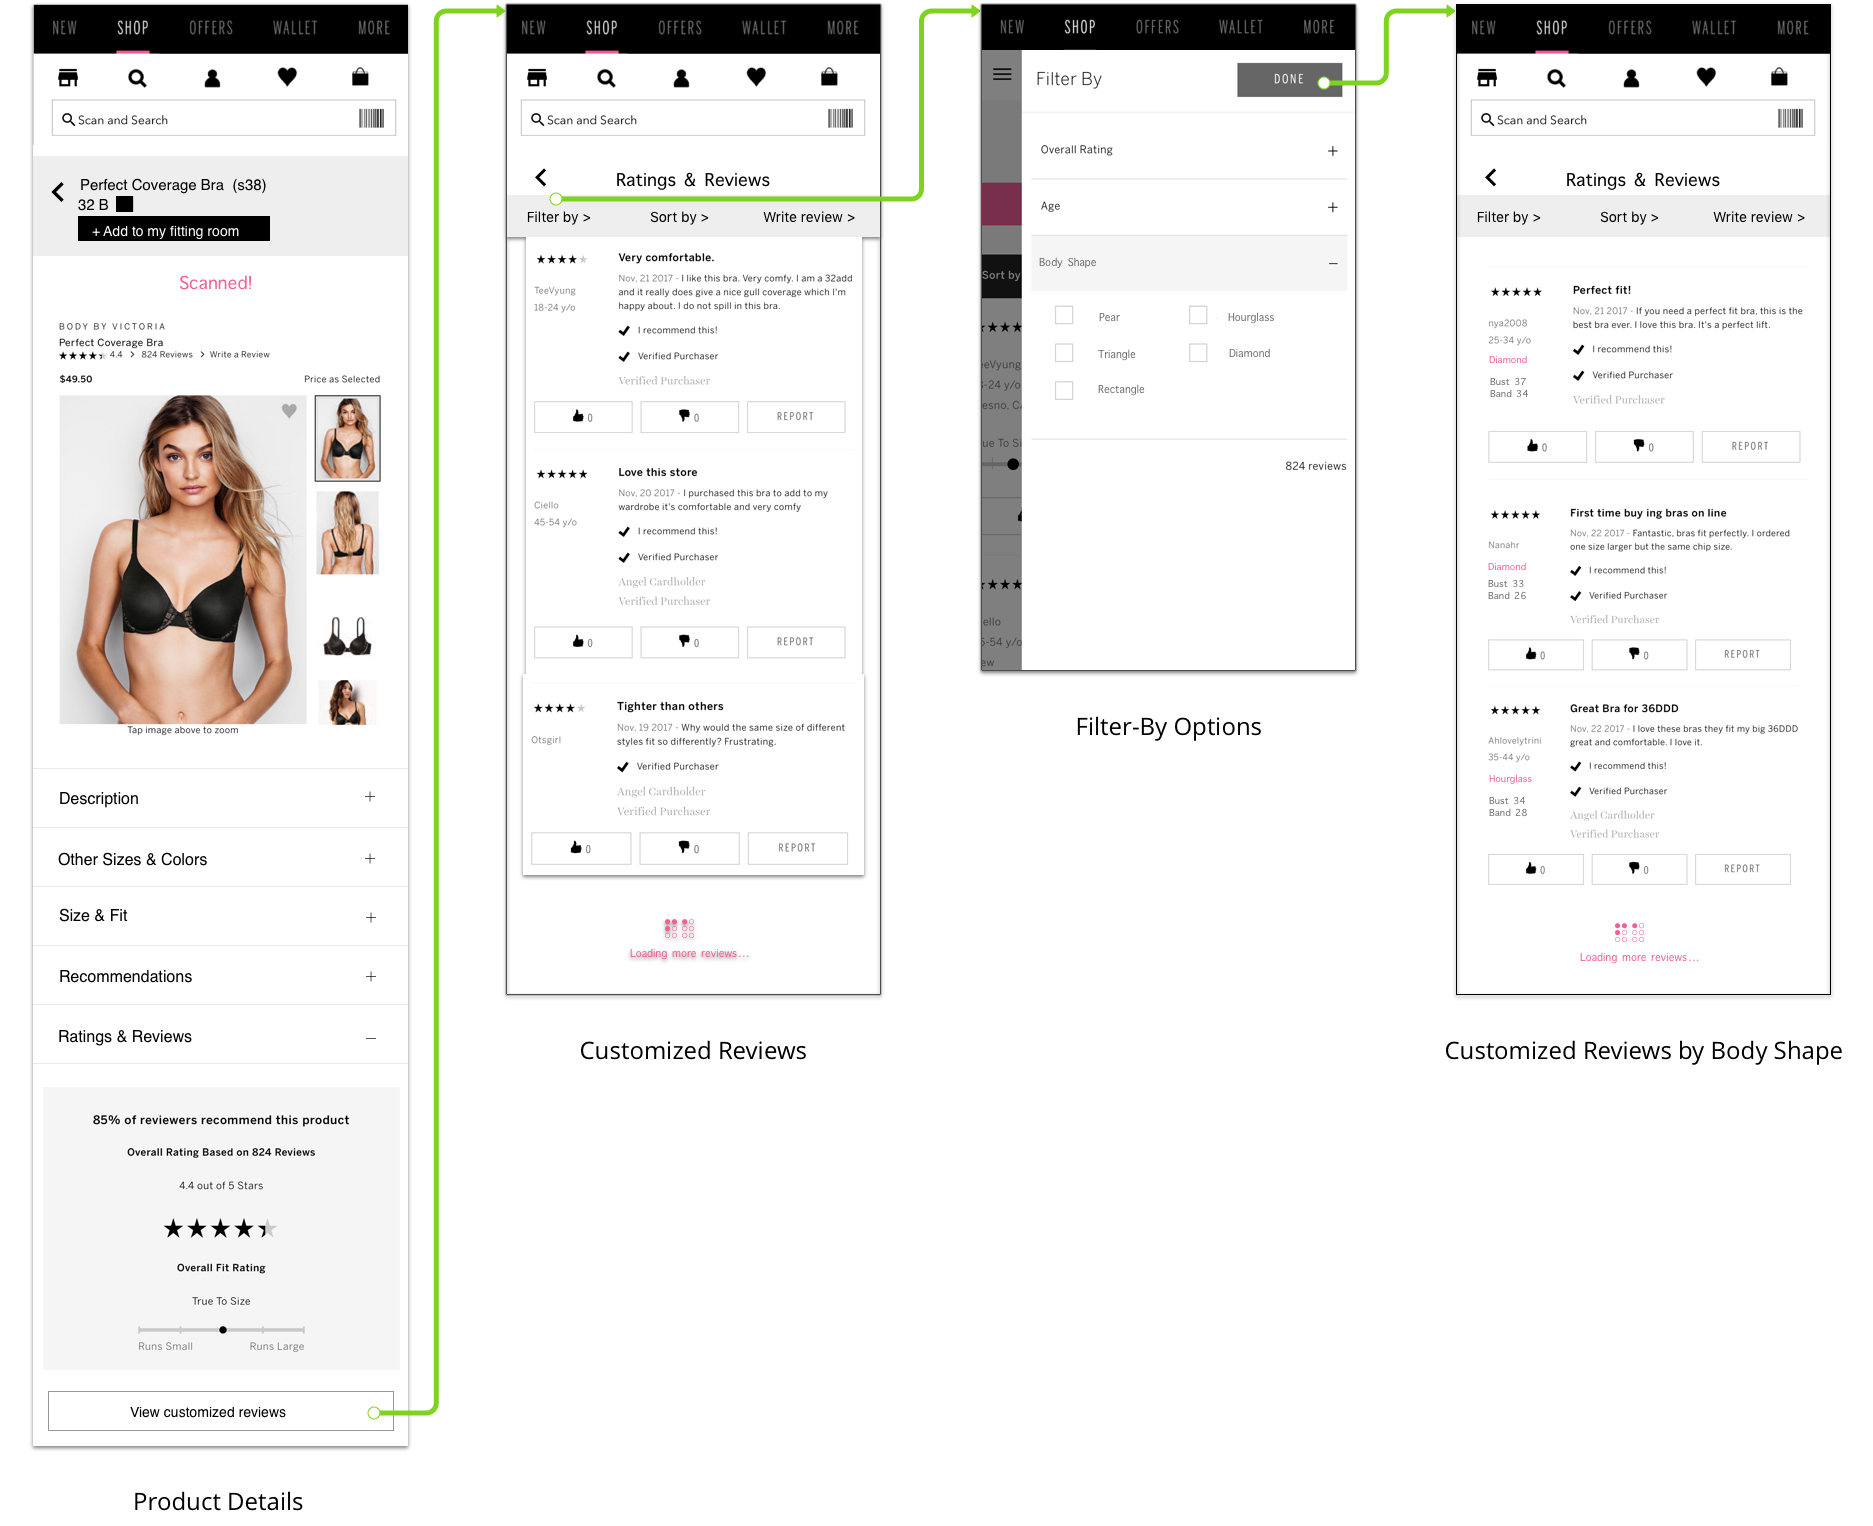 NEW SHOP OFFERS WALLET MORE
Scan and Search
Perfect Coverage Bra (s38)
32 B
+ Add to my fitting room
Scanned!
BODY BY VICTORIA
Perfect Coverage Bra
4.4 > 824 Reviews > Write a Review
$49.50 Price as Selected
Tap image above to zoom
Description +
Other Sizes & Colors +
Size & Fit +
Recommendations +
Ratings & Reviews –
85% of reviewers recommend this product
Overall Rating Based on 824 Reviews
4.4 out of 5 Stars
Overall Fit Rating
True To Size
Runs Small Runs Large
View customized reviews
Product Details
NEW SHOP OFFERS WALLET MORE
Scan and Search
Ratings & Reviews
Filter by > Sort by > Write review >
Very comfortable.
TeeVyung
18-24 y/o
Nov, 21 2017 - I like this bra. Very comfy. I am a 32add
and it really does give a nice gull coverage which I'm
happy about. I do not spill in this bra.
I recommend this!
Verified Purchaser
Verified Purchaser
0 0 REPORT
Love this store
Ciello
45-54 y/o
Nov, 20 2017 - I purchased this bra to add to my
wardrobe it's comfortable and very comfy
I recommend this!
Verified Purchaser
Angel Cardholder
Verified Purchaser
0 0 REPORT
Tighter than others
Otsgirl
Nov, 19 2017 - Why would the same size of different
styles fit so differently? Frustrating.
Verified Purchaser
Angel Cardholder
Verified Purchaser
0 0 REPORT
Loading more reviews...
Customized Reviews
NEW SHOP OFFERS WALLET MORE
Filter By DONE
Overall Rating +
Age +
Body Shape –
Pear Hourglass
Triangle Diamond
Rectangle
824 reviews
Sort by
eeVyung
8-24 y/o
esno, C
ue To Si
ello
5-54 y/o
ew
Filter-By Options
NEW SHOP OFFERS WALLET MORE
Scan and Search
Ratings & Reviews
Filter by > Sort by > Write review >
Perfect fit!
nya2008
25-34 y/o
Diamond
Bust 37
Band 34
Nov, 21 2017 - If you need a perfect fit bra, this is the
best bra ever. I love this bra. It's a perfect lift.
I recommend this!
Verified Purchaser
Verified Purchaser
0 0 REPORT
First time buy ing bras on line
Nanahr
Diamond
Bust 33
Band 26
Nov, 22 2017 - Fantastic, bras fit perfectly. I ordered
one size larger but the same chip size.
I recommend this!
Verified Purchaser
Verified Purchaser
0 0 REPORT
Great Bra for 36DDD
Ahlovelytrini
35-44 y/o
Hourglass
Bust 34
Band 28
Nov, 22 2017 - I love these bras they fit my big 36DDD
great and comfortable. I love it.
I recommend this!
Verified Purchaser
Angel Cardholder
Verified Purchaser
0 0 REPORT
Loading more reviews...
Customized Reviews by Body Shape